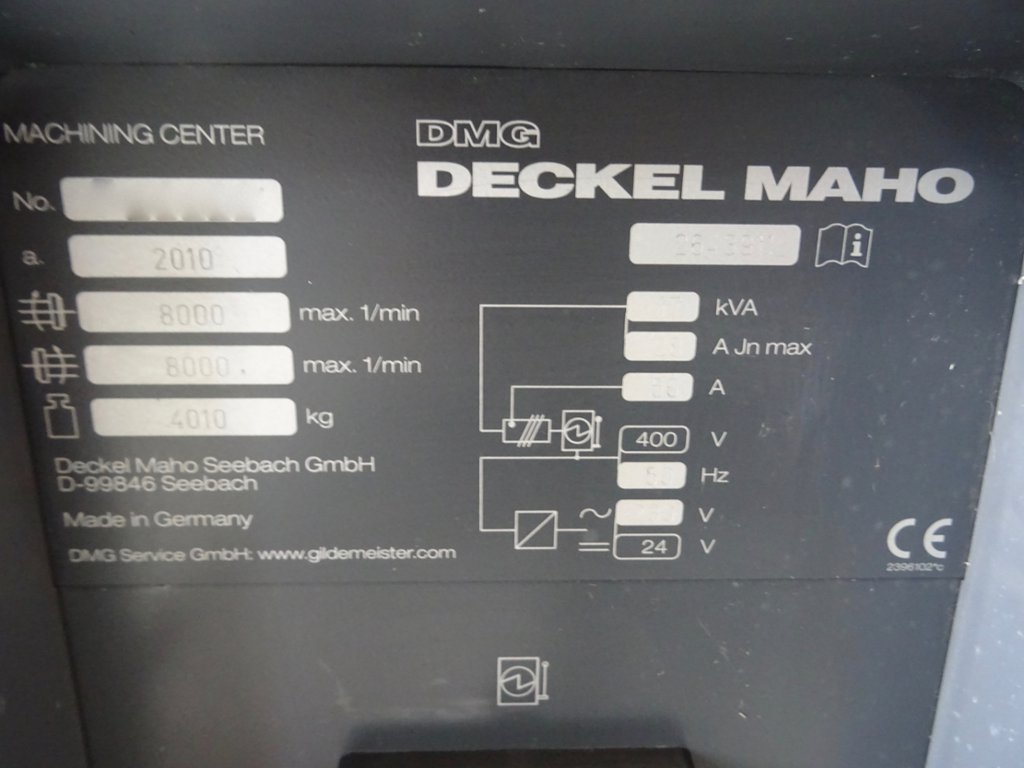 MACHINING CENTER
DMG
DECKEL MAHO
No.
a. 2010
8000 max. 1/min
8000 max. 1/min
4010 kg
Deckel Maho Seebach GmbH
D-99846 Seebach
Made in Germany
DMG Service GmbH: www.gildemeister.com
i
kVA
A Jn max
A
400 V
Hz
~ V
24 V
CE
2396102°c